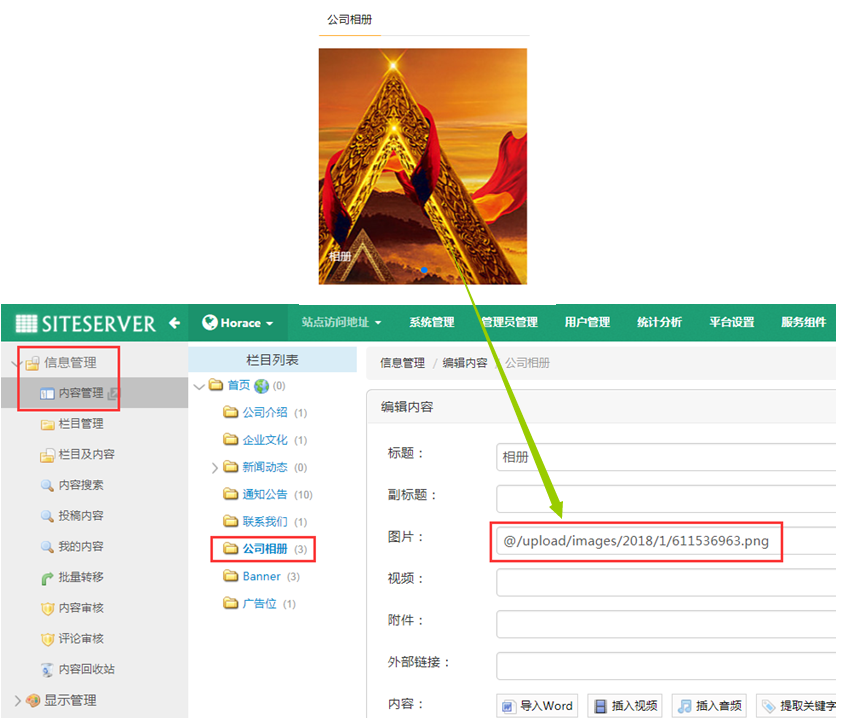 公司相册
相册
SITESERVER
Horace
站点访问地址
系统管理
管理员管理
用户管理
统计分析
平台设置
服务组件
信息管理
内容管理
栏目管理
栏目及内容
内容搜索
投稿内容
我的内容
批量转移
内容审核
评论审核
内容回收站
显示管理
栏目列表
首页 (0)
公司介绍 (1)
企业文化 (1)
新闻动态 (0)
通知公告 (10)
联系我们 (1)
公司相册 (3)
Banner (3)
广告位 (1)
信息管理 / 编辑内容 / 公司相册
编辑内容
标题： 相册
副标题：
图片： @/upload/images/2018/1/611536963.png
视频：
附件：
外部链接：
内容： 导入Word 插入视频 插入音频 提取关键字